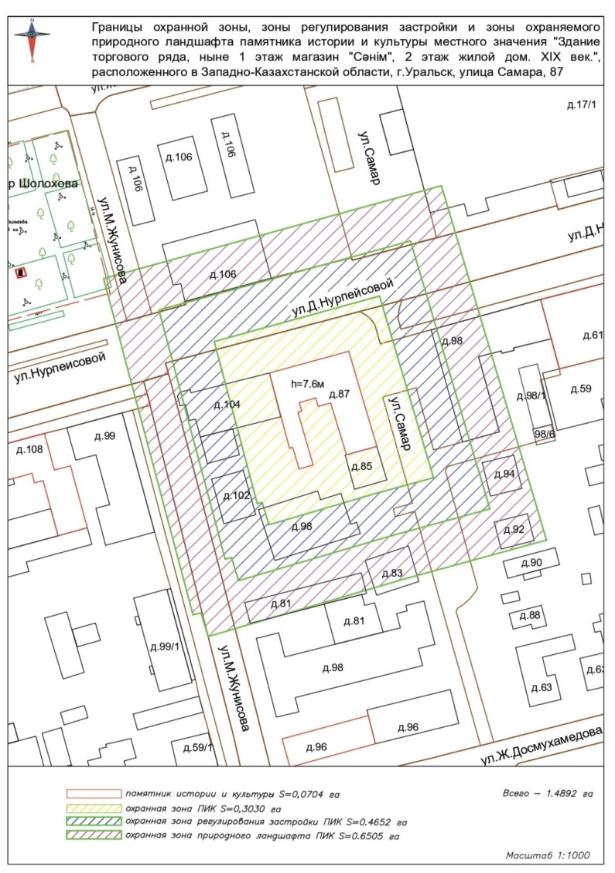 Границы охранной зоны, зоны регулирования застройки и зоны охраняемого
природного ландшафта памятника истории и культуры местного значения "Здание
торгового ряда, ныне 1 этаж магазин "Сенім", 2 этаж жилой дом. XIX век.",
расположенного в Западно-Казахстанской области, г.Уральск, улица Самара, 87
д.17/1
д.106
д.106
д.106
ул.Самар
р Шолохова
ул.М.Жунисова
ул.Д.Н
д.106
ул.Д.Нурпейсовой
д.98
д.61
ул.Нурпеисовой
h=7.6м
д.87
д.104
ул.Самар
д.98/1
д.59
д.99
98/6
д.108
д.85
д.94
д.102
д.98
д.92
д.90
д.83
д.81
д.81
д.88
д.99/1
ул.М.Жунисова
д.98
д.63
д.63
д.96
д.96
д.59/1
ул.Ж.Досмухамедова
памятник истории и культуры S=0,0704 га
Всего – 1.4892 га
охранная зона ПИК S=0,3030 га
охранная зона регулирования застройки ПИК S=0.4652 га
охранная зона природного ландшафта ПИК S=0.6505 га
Масштаб 1:1000